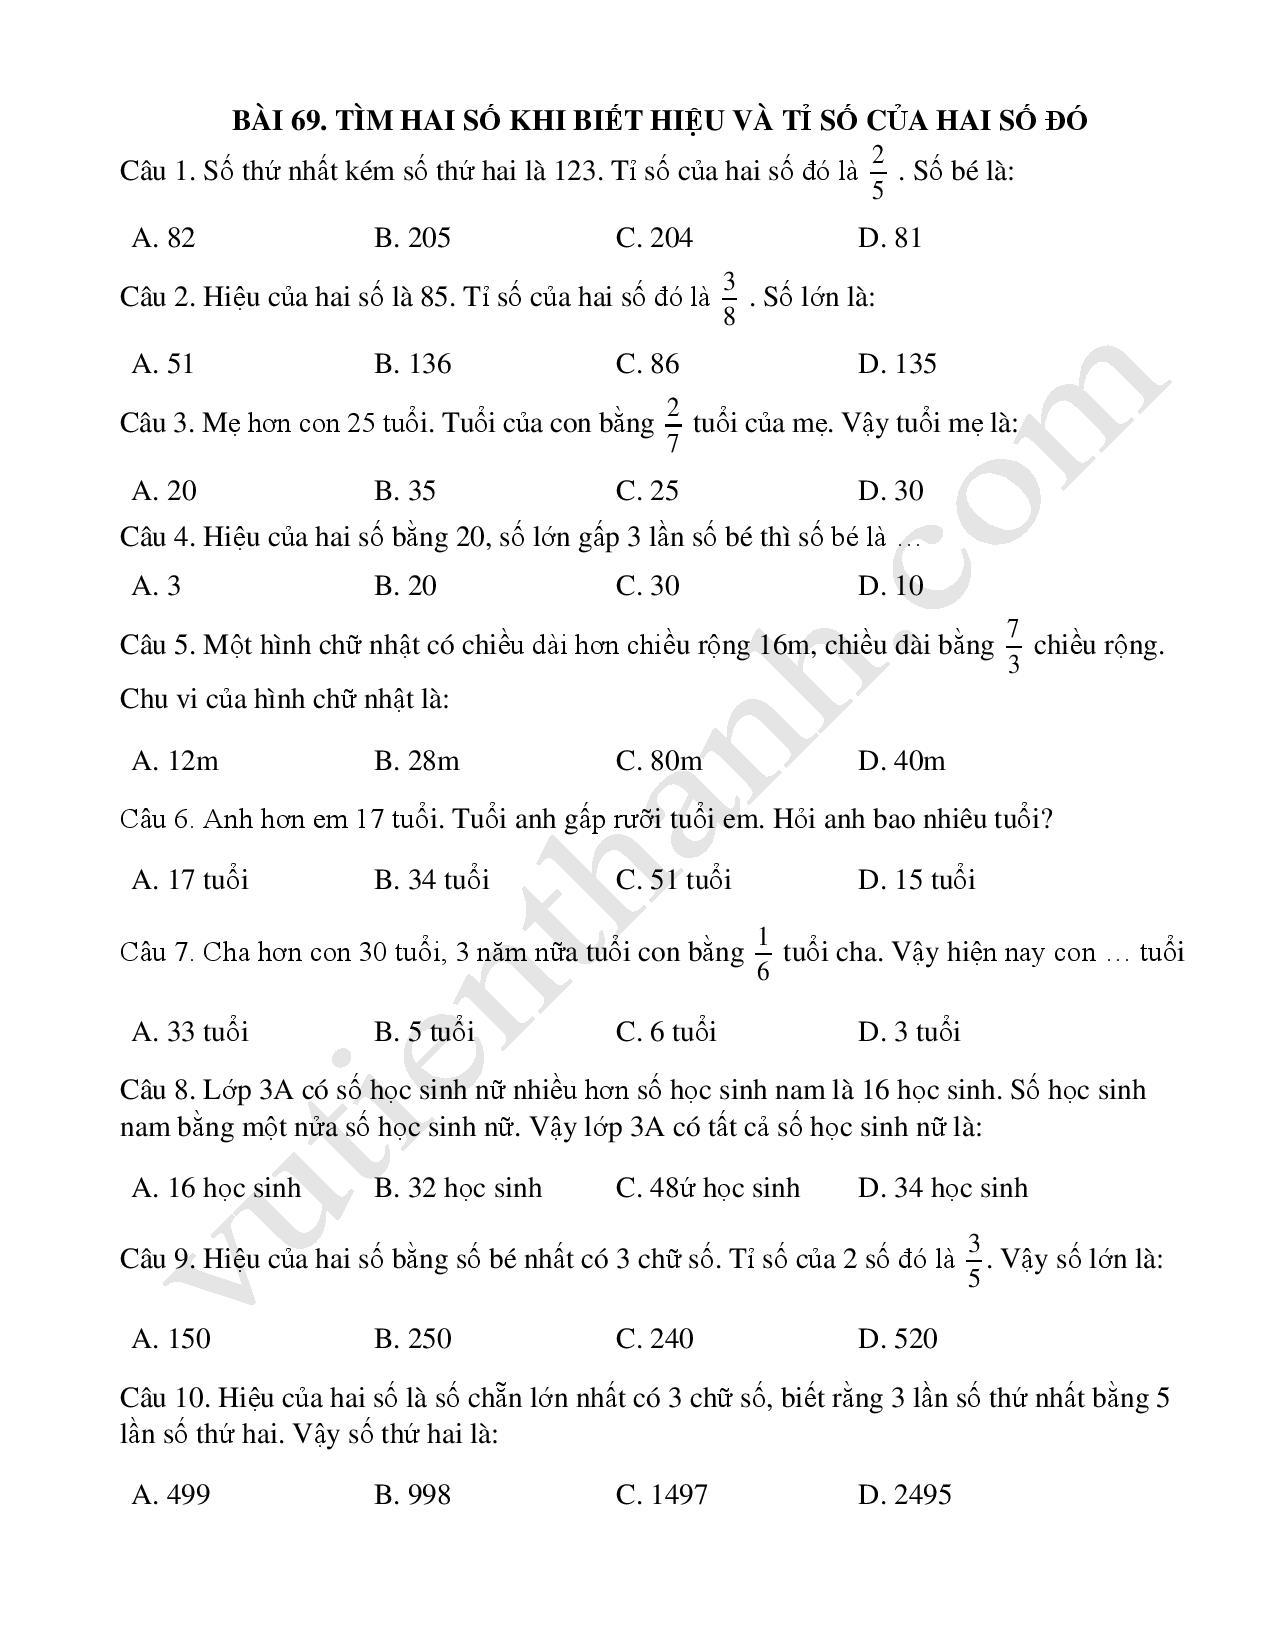 BÀI 69. TÌM HAI SỐ KHI BIẾT HIỆU VÀ TỈ SỐ CỦA HAI SỐ ĐÓ
Câu 1. Số thứ nhất kém số thứ hai là 123. Tỉ số của hai số đó là 2/5 . Số bé là:
A. 82 B. 205 C. 204 D. 81
Câu 2. Hiệu của hai số là 85. Tỉ số của hai số đó là 3/8 . Số lớn là:
A. 51 B. 136 C. 86 D. 135
Câu 3. Mẹ hơn con 25 tuổi. Tuổi của con bằng 2/7 tuổi của mẹ. Vậy tuổi mẹ là:
A. 20 B. 35 C. 25 D. 30
Câu 4. Hiệu của hai số bằng 20, số lớn gấp 3 lần số bé thì số bé là …
A. 3 B. 20 C. 30 D. 10
Câu 5. Một hình chữ nhật có chiều dài hơn chiều rộng 16m, chiều dài bằng 7/3 chiều rộng.
Chu vi của hình chữ nhật là:
A. 12m B. 28m C. 80m D. 40m
Câu 6. Anh hơn em 17 tuổi. Tuổi anh gấp rưỡi tuổi em. Hỏi anh bao nhiêu tuổi?
A. 17 tuổi B. 34 tuổi C. 51 tuổi D. 15 tuổi
Câu 7. Cha hơn con 30 tuổi, 3 năm nữa tuổi con bằng 1/6 tuổi cha. Vậy hiện nay con … tuổi
A. 33 tuổi B. 5 tuổi C. 6 tuổi D. 3 tuổi
Câu 8. Lớp 3A có số học sinh nữ nhiều hơn số học sinh nam là 16 học sinh. Số học sinh
nam bằng một nửa số học sinh nữ. Vậy lớp 3A có tất cả số học sinh nữ là:
A. 16 học sinh B. 32 học sinh C. 48ứ học sinh D. 34 học sinh
Câu 9. Hiệu của hai số bằng số bé nhất có 3 chữ số. Tỉ số của 2 số đó là 3/5. Vậy số lớn là:
A. 150 B. 250 C. 240 D. 520
Câu 10. Hiệu của hai số là số chẵn lớn nhất có 3 chữ số, biết rằng 3 lần số thứ nhất bằng 5
lần số thứ hai. Vậy số thứ hai là:
A. 499 B. 998 C. 1497 D. 2495
vutienthanh.com